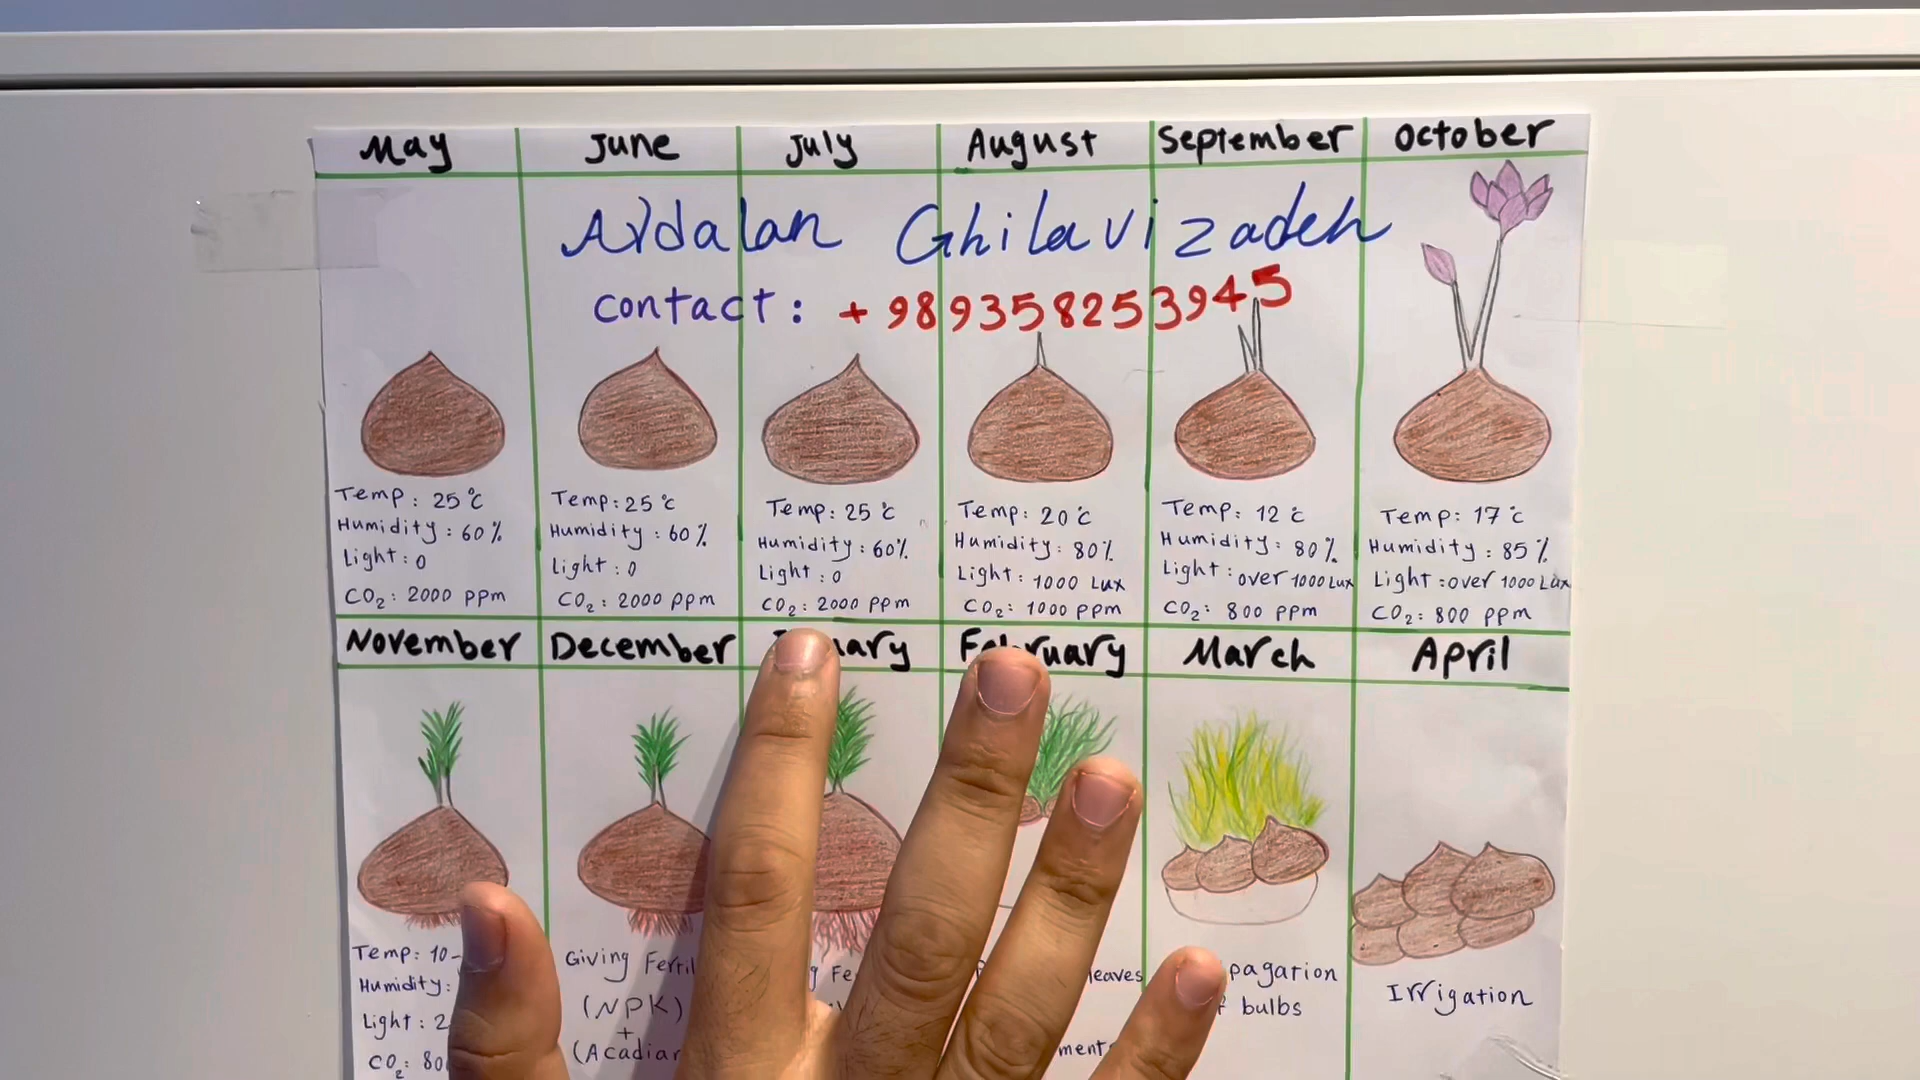 May June July August September October
Ardalan Ghilavizadeh
contact: +989358253945
Temp: 25°c
Humidity: 60%
Light: 0
CO2: 2000 ppm
Temp: 25°c
Humidity: 60%
Light: 0
CO2: 2000 ppm
Temp: 25°c
Humidity: 60%
Light: 0
CO2: 2000 ppm
Temp: 20°c
Humidity: 80%
Light: 1000 Lux
CO2: 1000 ppm
Temp: 12°c
Humidity: 80%
Light: over 1000 Lux
CO2: 800 ppm
Temp: 17°c
Humidity: 85%
Light: over 1000 Lux
CO2: 800 ppm
November December March April
Temp: 10-
Humidity:
Light: 2
CO2: 80
Giving
(NPK)
+
leaves
bulbs
Irrigation